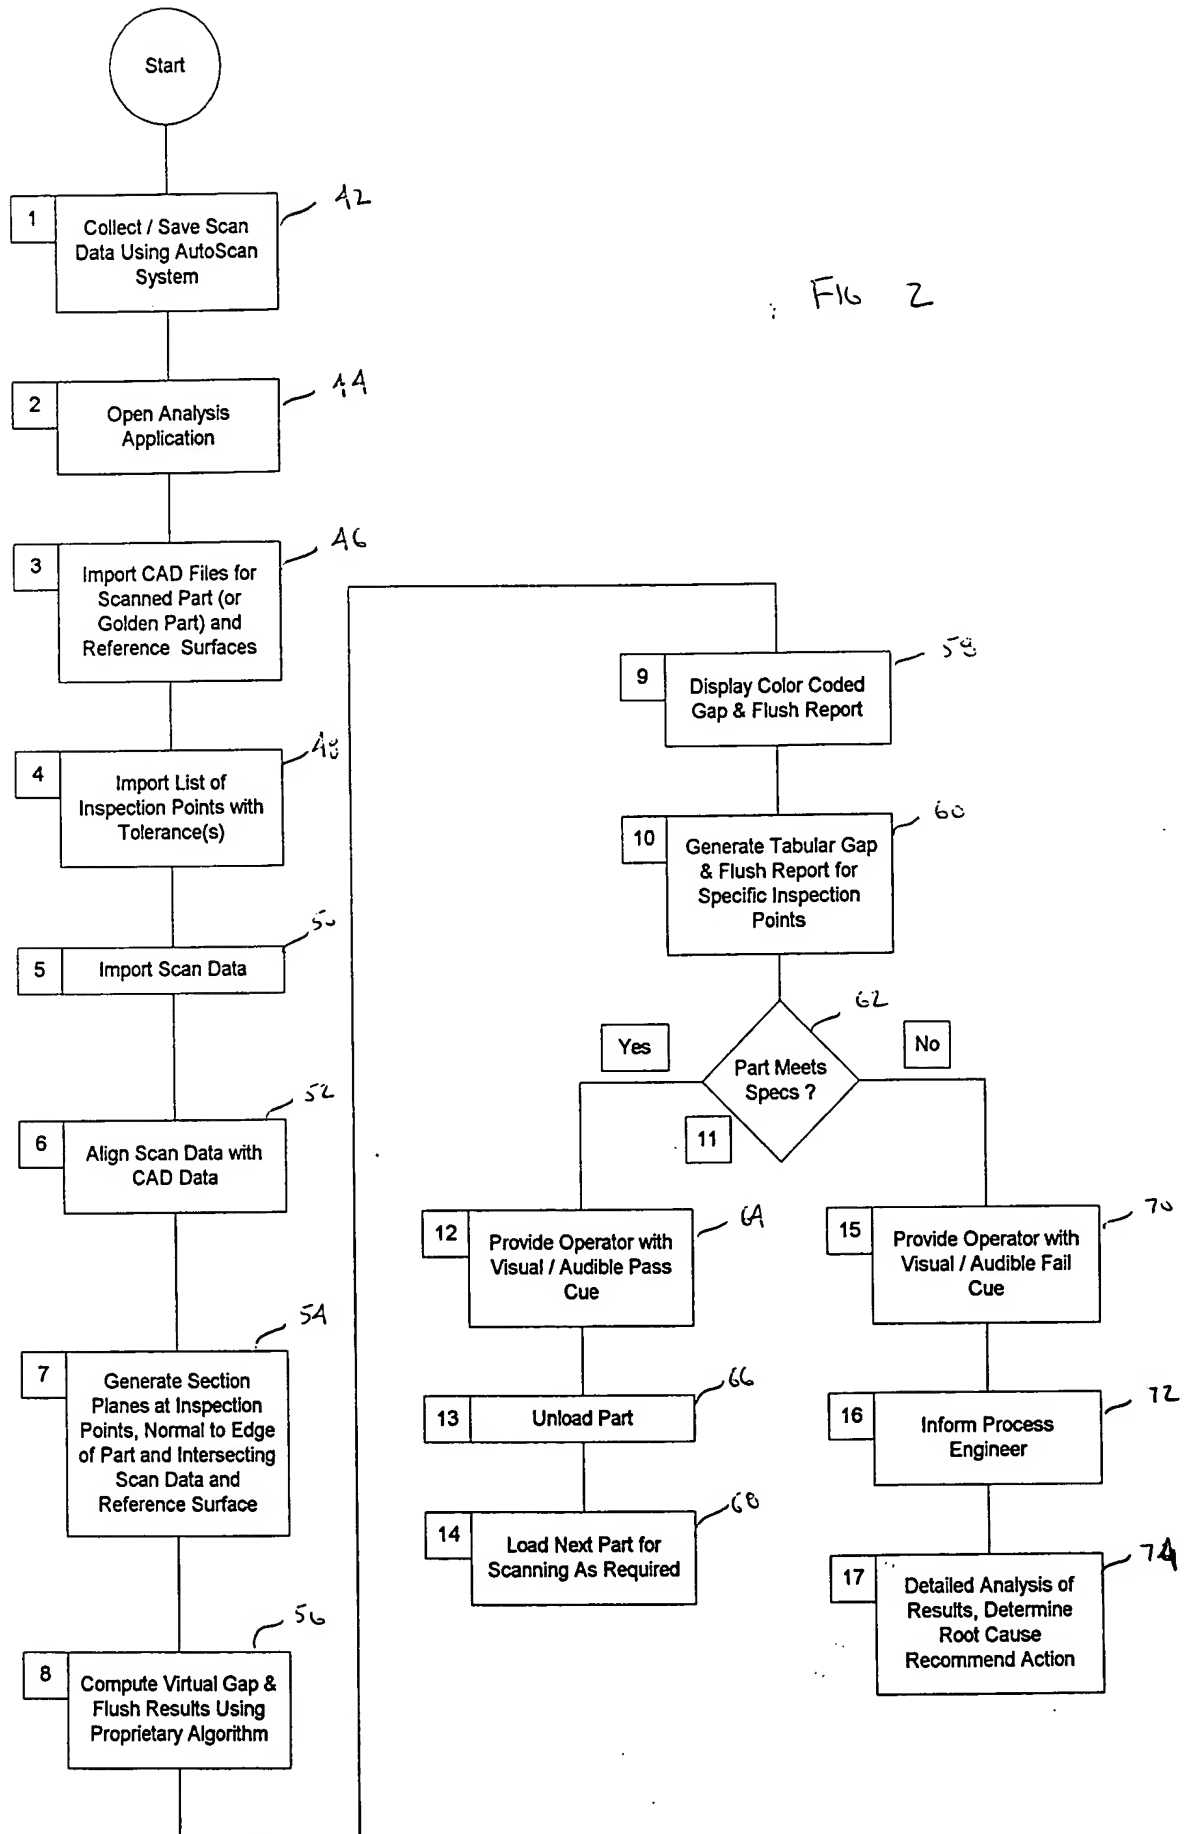 Start
42
1
Collect / Save Scan
Data Using AutoScan
System
FIG 2
44
2
Open Analysis
Application
46
3
Import CAD Files for
Scanned Part (or
Golden Part) and
Reference Surfaces
48
4
Import List of
Inspection Points with
Tolerance(s)
50
5
Import Scan Data
52
6
Align Scan Data with
CAD Data
54
7
Generate Section
Planes at Inspection
Points, Normal to Edge
of Part and Intersecting
Scan Data and
Reference Surface
56
8
Compute Virtual Gap &
Flush Results Using
Proprietary Algorithm
58
9
Display Color Coded
Gap & Flush Report
60
10
Generate Tabular Gap
& Flush Report for
Specific Inspection
Points
62
Yes
No
Part Meets
Specs ?
11
64
12
Provide Operator with
Visual / Audible Pass
Cue
66
13
Unload Part
68
14
Load Next Part for
Scanning As Required
70
15
Provide Operator with
Visual / Audible Fail
Cue
72
16
Inform Process
Engineer
74
17
Detailed Analysis of
Results, Determine
Root Cause
Recommend Action